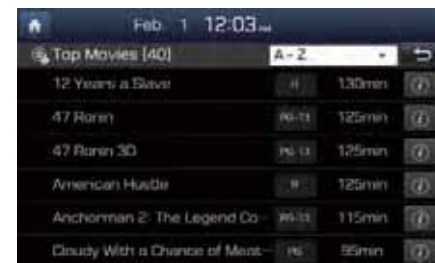 Feb. 1 12:03
Top Movies [40] A - Z
12 Years a Slave R 130min
47 Ronin PG-13 125min
47 Ronin 3D PG-13 125min
American Hustle R 125min
Anchorman 2: The Legend Co- PG-13 115min
Cloudy With a Chance of Meat- PG 95min